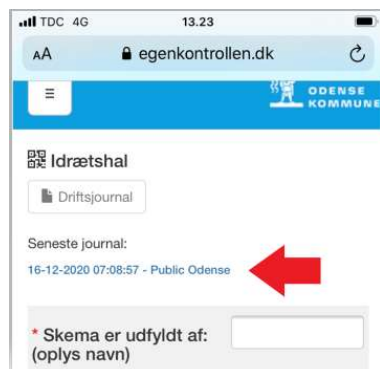 TDC 4G 13.23
AA egenkontrollen.dk
ODENSE
KOMMUNE
Idrætshal
Driftsjournal
Seneste journal:
16-12-2020 07:08:57 - Public Odense
* Skema er udfyldt af:
(oplys navn)